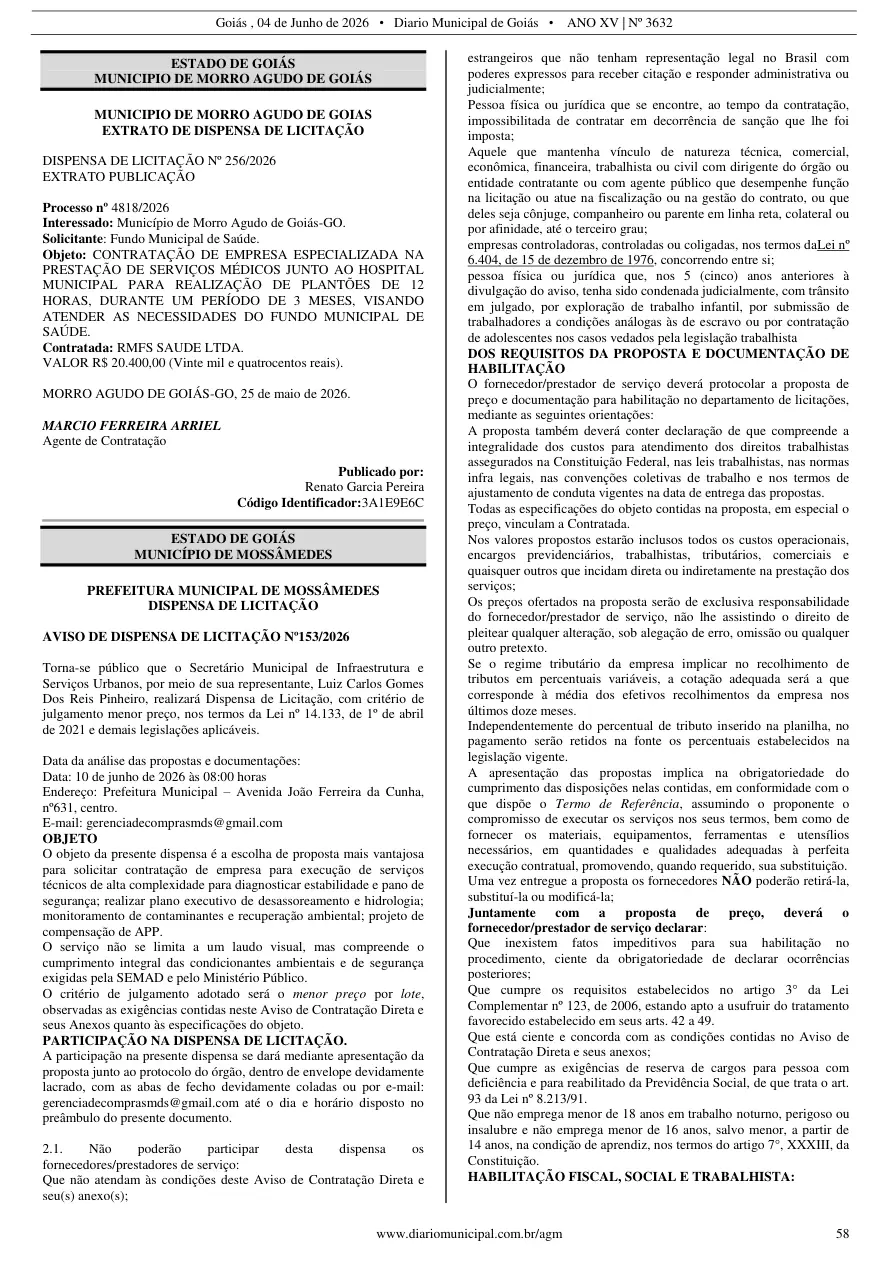 Goiás , 04 de Junho de 2026 • Diario Municipal de Goiás • ANO XV | Nº 3632
ESTADO DE GOIÁS
MUNICIPIO DE MORRO AGUDO DE GOIÁS
MUNICIPIO DE MORRO AGUDO DE GOIAS
EXTRATO DE DISPENSA DE LICITAÇÃO
DISPENSA DE LICITAÇÃO Nº 256/2026
EXTRATO PUBLICAÇÃO
Processo nº 4818/2026
Interessado: Município de Morro Agudo de Goiás-GO.
Solicitante: Fundo Municipal de Saúde.
Objeto: CONTRATAÇÃO DE EMPRESA ESPECIALIZADA NA
PRESTAÇÃO DE SERVIÇOS MÉDICOS JUNTO AO HOSPITAL
MUNICIPAL PARA REALIZAÇÃO DE PLANTÕES DE 12
HORAS, DURANTE UM PERÍODO DE 3 MESES, VISANDO
ATENDER AS NECESSIDADES DO FUNDO MUNICIPAL DE
SAÚDE.
Contratada: RMFS SAUDE LTDA.
VALOR R$ 20.400,00 (Vinte mil e quatrocentos reais).
MORRO AGUDO DE GOIÁS-GO, 25 de maio de 2026.
MARCIO FERREIRA ARRIEL
Agente de Contratação
Publicado por:
Renato Garcia Pereira
Código Identificador:3A1E9E6C
ESTADO DE GOIÁS
MUNICÍPIO DE MOSSÂMEDES
PREFEITURA MUNICIPAL DE MOSSÂMEDES
DISPENSA DE LICITAÇÃO
AVISO DE DISPENSA DE LICITAÇÃO Nº153/2026
Torna-se público que o Secretário Municipal de Infraestrutura e
Serviços Urbanos, por meio de sua representante, Luiz Carlos Gomes
Dos Reis Pinheiro, realizará Dispensa de Licitação, com critério de
julgamento menor preço, nos termos da Lei nº 14.133, de 1º de abril
de 2021 e demais legislações aplicáveis.
Data da análise das propostas e documentações:
Data: 10 de junho de 2026 às 08:00 horas
Endereço: Prefeitura Municipal – Avenida João Ferreira da Cunha,
nº631, centro.
E-mail: gerenciadecomprasmds@gmail.com
OBJETO
O objeto da presente dispensa é a escolha de proposta mais vantajosa
para solicitar contratação de empresa para execução de serviços
técnicos de alta complexidade para diagnosticar estabilidade e pano de
segurança; realizar plano executivo de desassoreamento e hidrologia;
monitoramento de contaminantes e recuperação ambiental; projeto de
compensação de APP.
O serviço não se limita a um laudo visual, mas compreende o
cumprimento integral das condicionantes ambientais e de segurança
exigidas pela SEMAD e pelo Ministério Público.
O critério de julgamento adotado será o menor preço por lote,
observadas as exigências contidas neste Aviso de Contratação Direta e
seus Anexos quanto às especificações do objeto.
PARTICIPAÇÃO NA DISPENSA DE LICITAÇÃO.
A participação na presente dispensa se dará mediante apresentação da
proposta junto ao protocolo do órgão, dentro de envelope devidamente
lacrado, com as abas de fecho devidamente coladas ou por e-mail:
gerenciadecomprasmds@gmail.com até o dia e horário disposto no
preâmbulo do presente documento.
2.1. Não poderão participar desta dispensa os
fornecedores/prestadores de serviço:
Que não atendam às condições deste Aviso de Contratação Direta e
seu(s) anexo(s);
estrangeiros que não tenham representação legal no Brasil com
poderes expressos para receber citação e responder administrativa ou
judicialmente;
Pessoa física ou jurídica que se encontre, ao tempo da contratação,
impossibilitada de contratar em decorrência de sanção que lhe foi
imposta;
Aquele que mantenha vínculo de natureza técnica, comercial,
econômica, financeira, trabalhista ou civil com dirigente do órgão ou
entidade contratante ou com agente público que desempenhe função
na licitação ou atue na fiscalização ou na gestão do contrato, ou que
deles seja cônjuge, companheiro ou parente em linha reta, colateral ou
por afinidade, até o terceiro grau;
empresas controladoras, controladas ou coligadas, nos termos daLei nº
6.404, de 15 de dezembro de 1976, concorrendo entre si;
pessoa física ou jurídica que, nos 5 (cinco) anos anteriores à
divulgação do aviso, tenha sido condenada judicialmente, com trânsito
em julgado, por exploração de trabalho infantil, por submissão de
trabalhadores a condições análogas às de escravo ou por contratação
de adolescentes nos casos vedados pela legislação trabalhista
DOS REQUISITOS DA PROPOSTA E DOCUMENTAÇÃO DE
HABILITAÇÃO
O fornecedor/prestador de serviço deverá protocolar a proposta de
preço e documentação para habilitação no departamento de licitações,
mediante as seguintes orientações:
A proposta também deverá conter declaração de que compreende a
integralidade dos custos para atendimento dos direitos trabalhistas
assegurados na Constituição Federal, nas leis trabalhistas, nas normas
infra legais, nas convenções coletivas de trabalho e nos termos de
ajustamento de conduta vigentes na data de entrega das propostas.
Todas as especificações do objeto contidas na proposta, em especial o
preço, vinculam a Contratada.
Nos valores propostos estarão inclusos todos os custos operacionais,
encargos previdenciários, trabalhistas, tributários, comerciais e
quaisquer outros que incidam direta ou indiretamente na prestação dos
serviços;
Os preços ofertados na proposta serão de exclusiva responsabilidade
do fornecedor/prestador de serviço, não lhe assistindo o direito de
pleitear qualquer alteração, sob alegação de erro, omissão ou qualquer
outro pretexto.
Se o regime tributário da empresa implicar no recolhimento de
tributos em percentuais variáveis, a cotação adequada será a que
corresponde à média dos efetivos recolhimentos da empresa nos
últimos doze meses.
Independentemente do percentual de tributo inserido na planilha, no
pagamento serão retidos na fonte os percentuais estabelecidos na
legislação vigente.
A apresentação das propostas implica na obrigatoriedade do
cumprimento das disposições nelas contidas, em conformidade com o
que dispõe o Termo de Referência, assumindo o proponente o
compromisso de executar os serviços nos seus termos, bem como de
fornecer os materiais, equipamentos, ferramentas e utensílios
necessários, em quantidades e qualidades adequadas à perfeita
execução contratual, promovendo, quando requerido, sua substituição.
Uma vez entregue a proposta os fornecedores NÃO poderão retirá-la,
substituí-la ou modificá-la;
Juntamente com a proposta de preço, deverá o
fornecedor/prestador de serviço declarar:
Que inexistem fatos impeditivos para sua habilitação no
procedimento, ciente da obrigatoriedade de declarar ocorrências
posteriores;
Que cumpre os requisitos estabelecidos no artigo 3° da Lei
Complementar nº 123, de 2006, estando apto a usufruir do tratamento
favorecido estabelecido em seus arts. 42 a 49.
Que está ciente e concorda com as condições contidas no Aviso de
Contratação Direta e seus anexos;
Que cumpre as exigências de reserva de cargos para pessoa com
deficiência e para reabilitado da Previdência Social, de que trata o art.
93 da Lei nº 8.213/91.
Que não emprega menor de 18 anos em trabalho noturno, perigoso ou
insalubre e não emprega menor de 16 anos, salvo menor, a partir de
14 anos, na condição de aprendiz, nos termos do artigo 7°, XXXIII, da
Constituição.
HABILITAÇÃO FISCAL, SOCIAL E TRABALHISTA:
www.diariomunicipal.com.br/agm 58